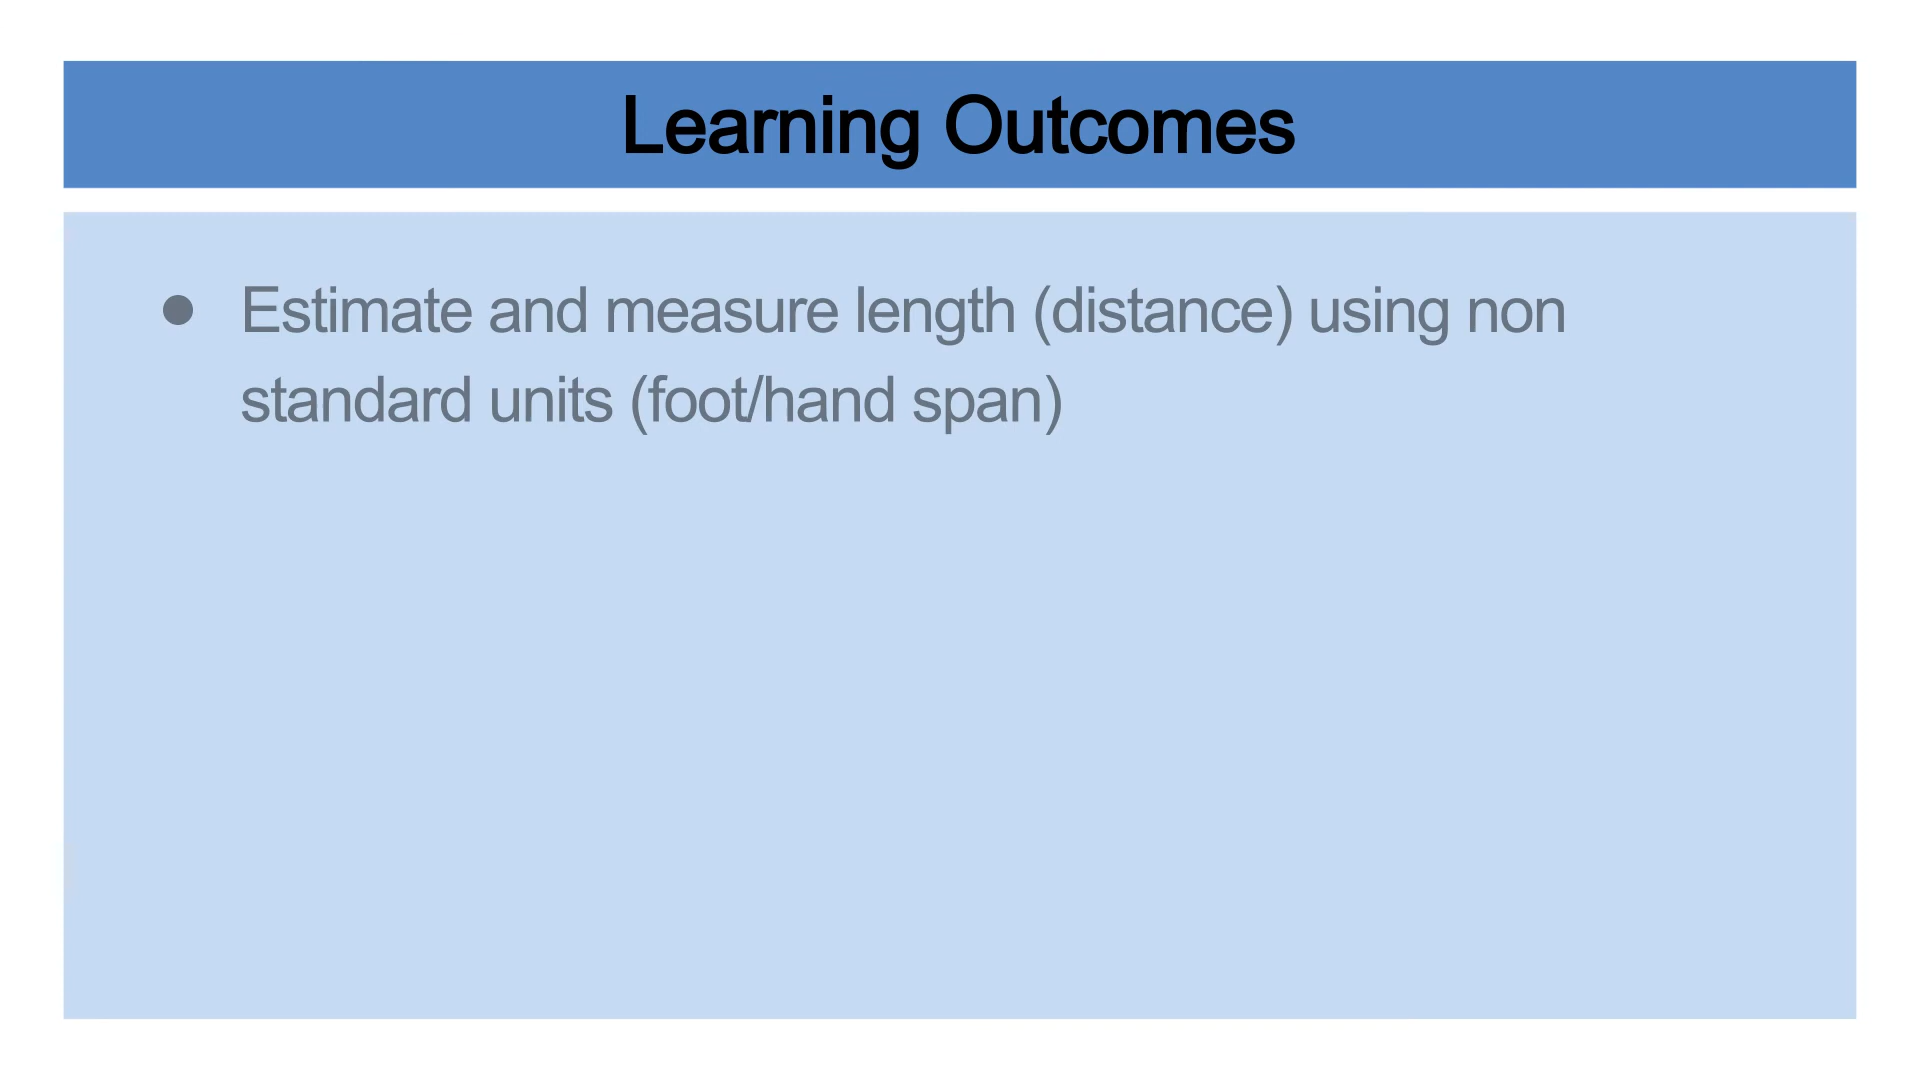 Learning Outcomes
● Estimate and measure length (distance) using non
standard units (foot/hand span)